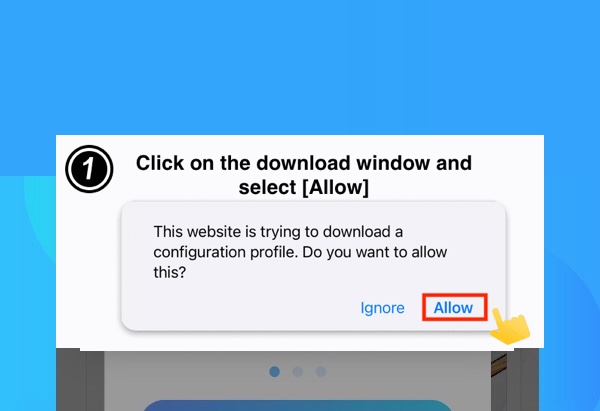 1
Click on the download window and
select [Allow]
This website is trying to download a
configuration profile. Do you want to allow
this?
Ignore
Allow